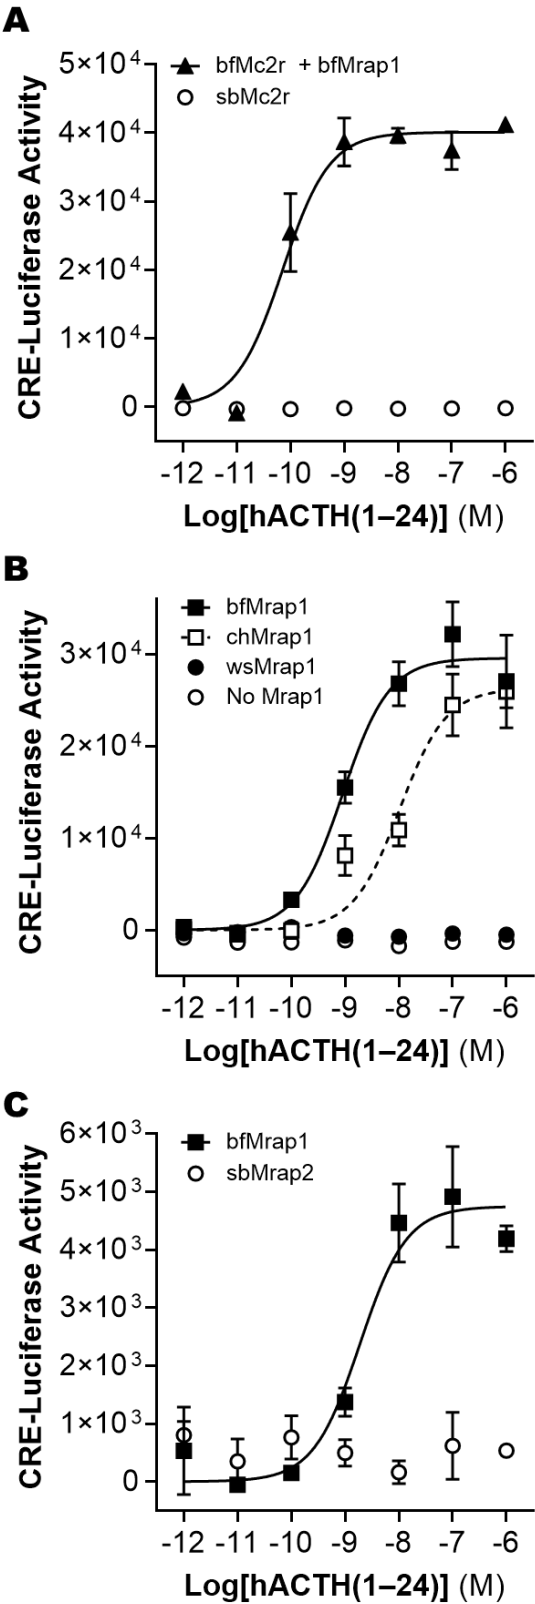 A
CRE-Luciferase Activity
bfMc2r + bfMrap1
sbMc2r
5×10⁴
4×10⁴
3×10⁴
2×10⁴
1×10⁴
0
-12 -11 -10 -9 -8 -7 -6
Log[hACTH(1–24)] (M)
B
CRE-Luciferase Activity
bfMrap1
chMrap1
wsMrap1
No Mrap1
3×10⁴
2×10⁴
1×10⁴
0
-12 -11 -10 -9 -8 -7 -6
Log[hACTH(1–24)] (M)
C
CRE-Luciferase Activity
bfMrap1
sbMrap2
6×10³
5×10³
4×10³
3×10³
2×10³
1×10³
0
-12 -11 -10 -9 -8 -7 -6
Log[hACTH(1–24)] (M)